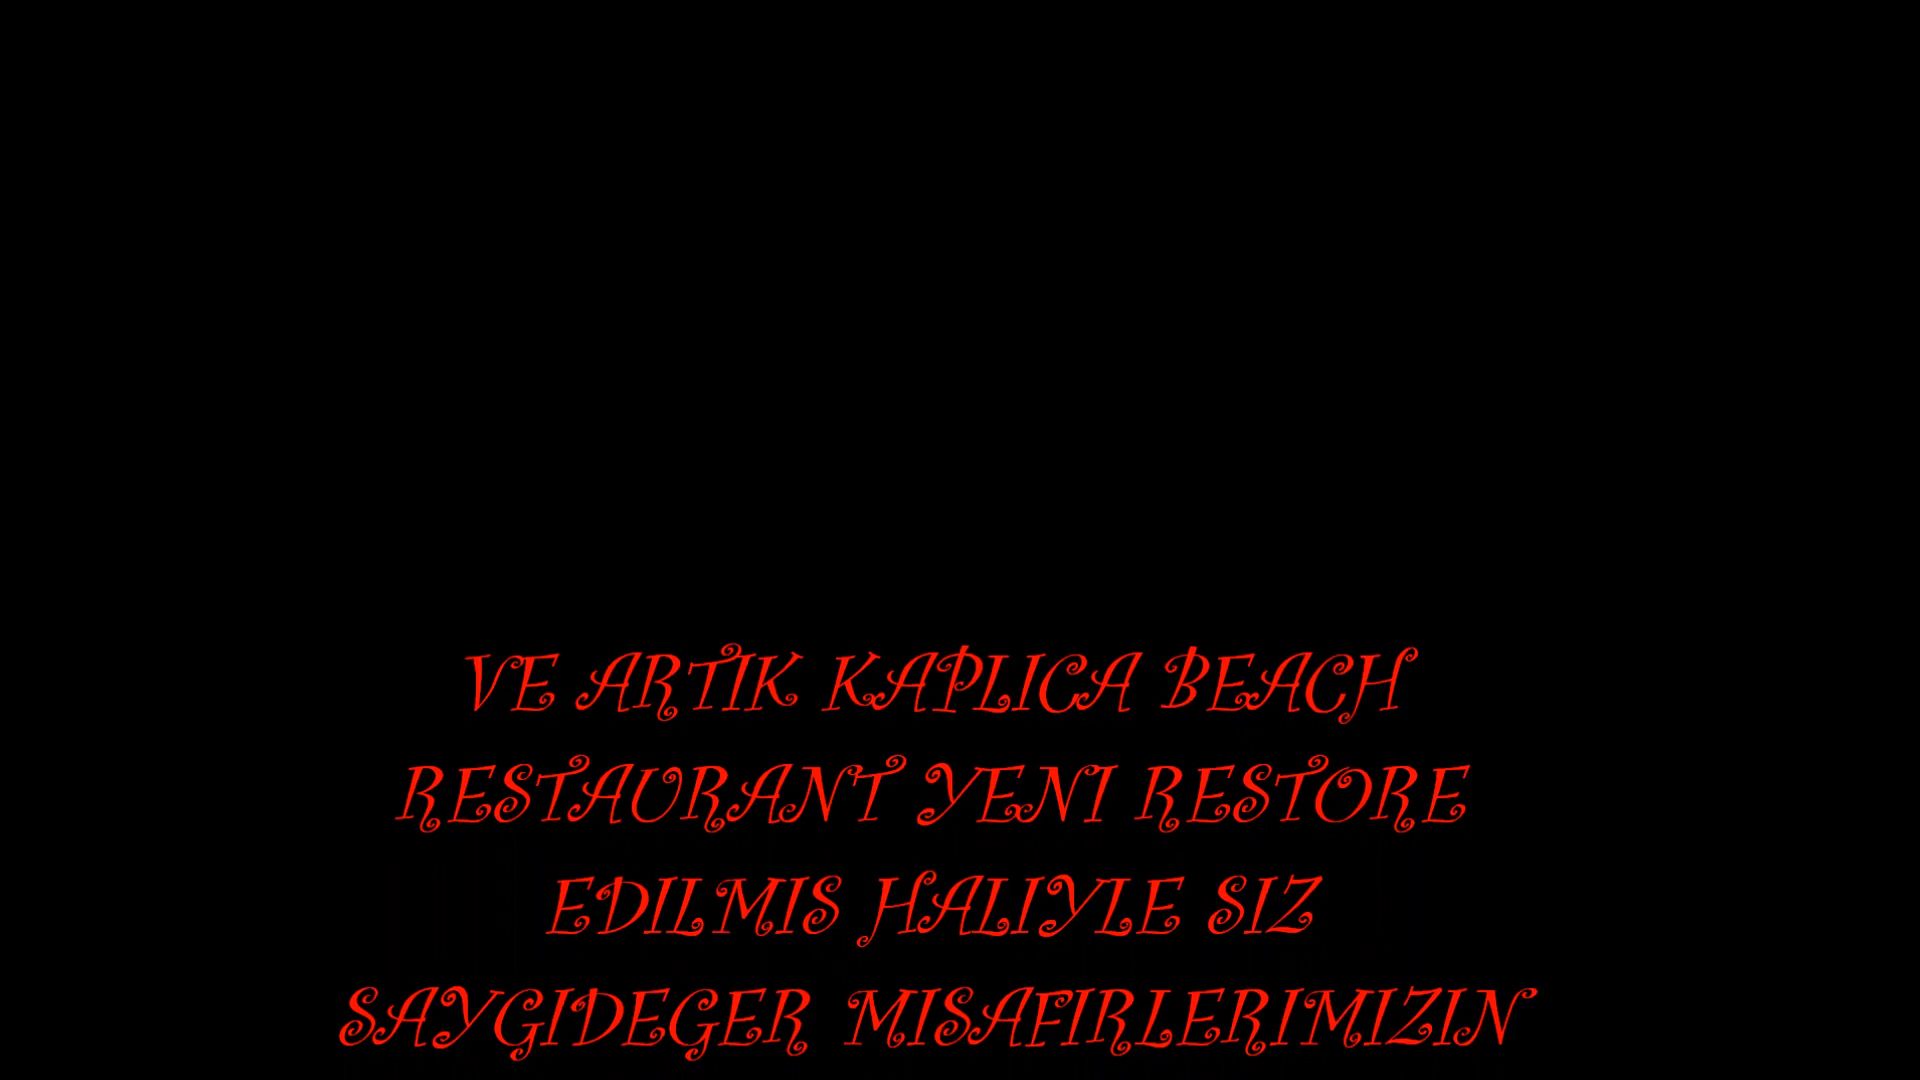 VE ARTIK KAPLICA BEACH
RESTAURANT YENI RESTORE
EDILMIS HALIYLE SIZ
SAYGIDEGER MISAFIRLERIMIZIN